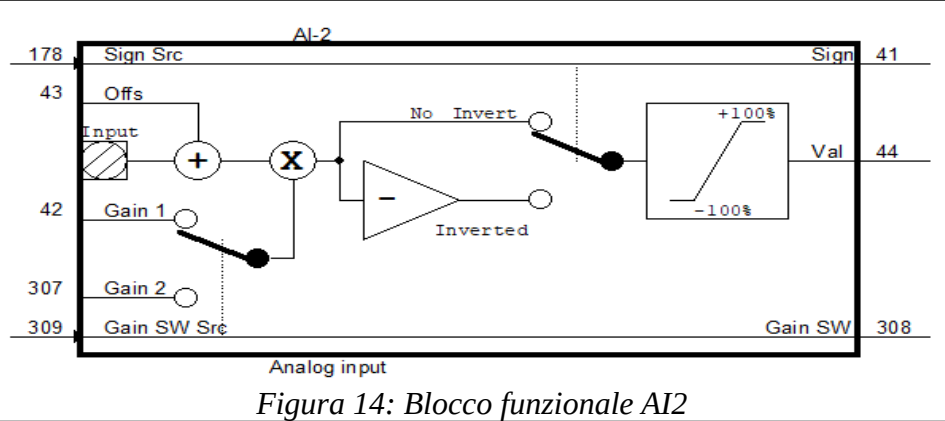 AI-2
178 Sign Src Sign 41
43 Offs
No Invert +100%
Input
+ X Val 44
42 Gain 1 − -100%
Inverted
307 Gain 2
309 Gain SW Src Gain SW 308
Analog input
Figura 14: Blocco funzionale AI2